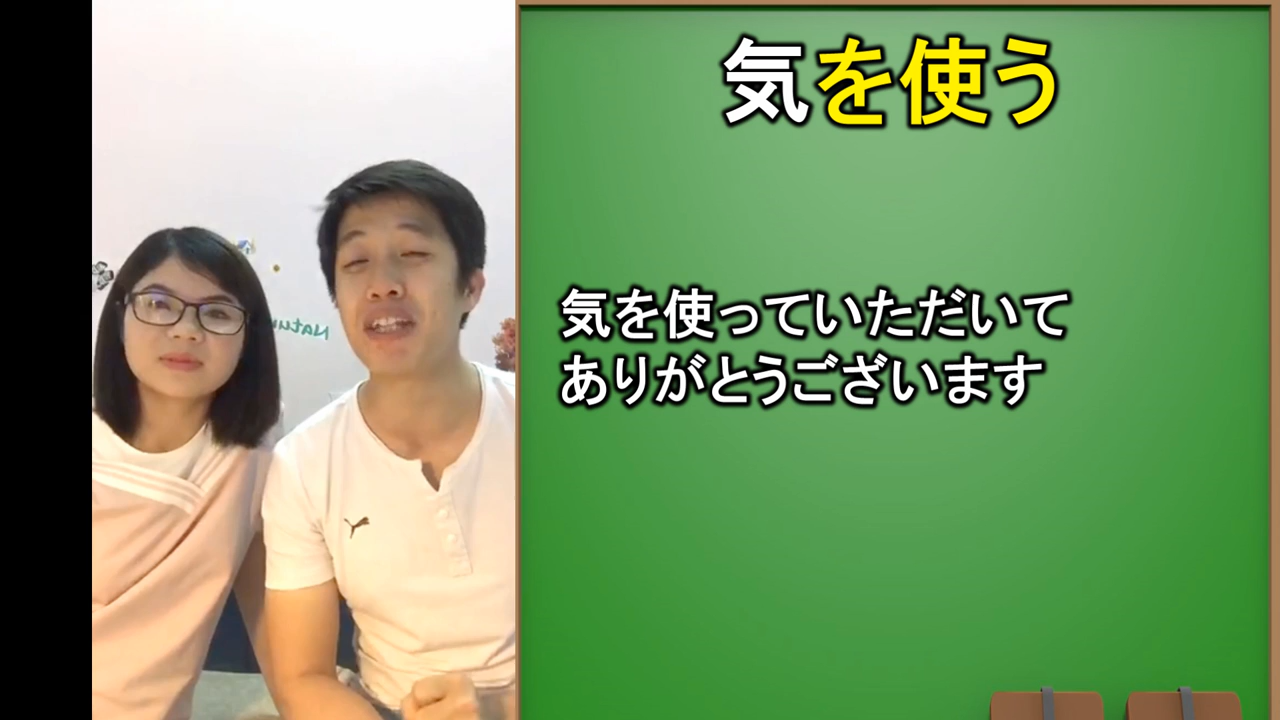 気を使う
気を使っていただいて
ありがとうございます